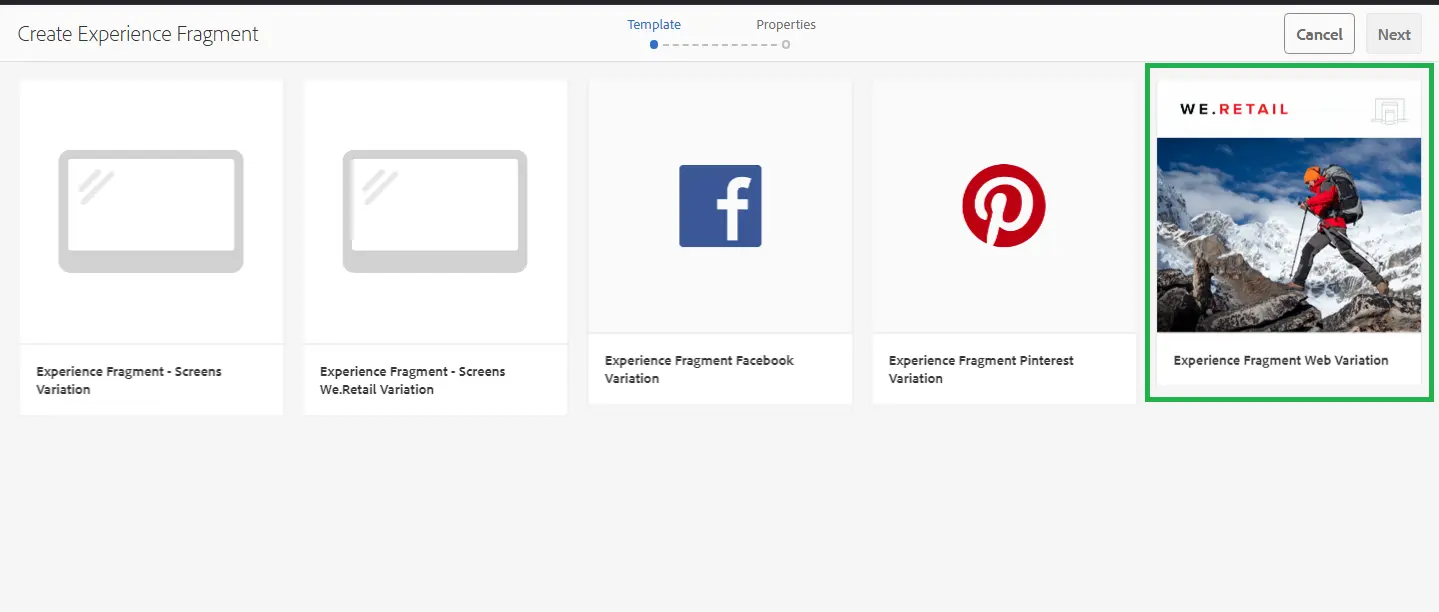 Create Experience Fragment
Template
Properties
Cancel
Next
Experience Fragment - Screens
Variation
Experience Fragment - Screens
We.Retail Variation
f
Experience Fragment Facebook
Variation
Experience Fragment Pinterest
Variation
WE.RETAIL
Experience Fragment Web Variation